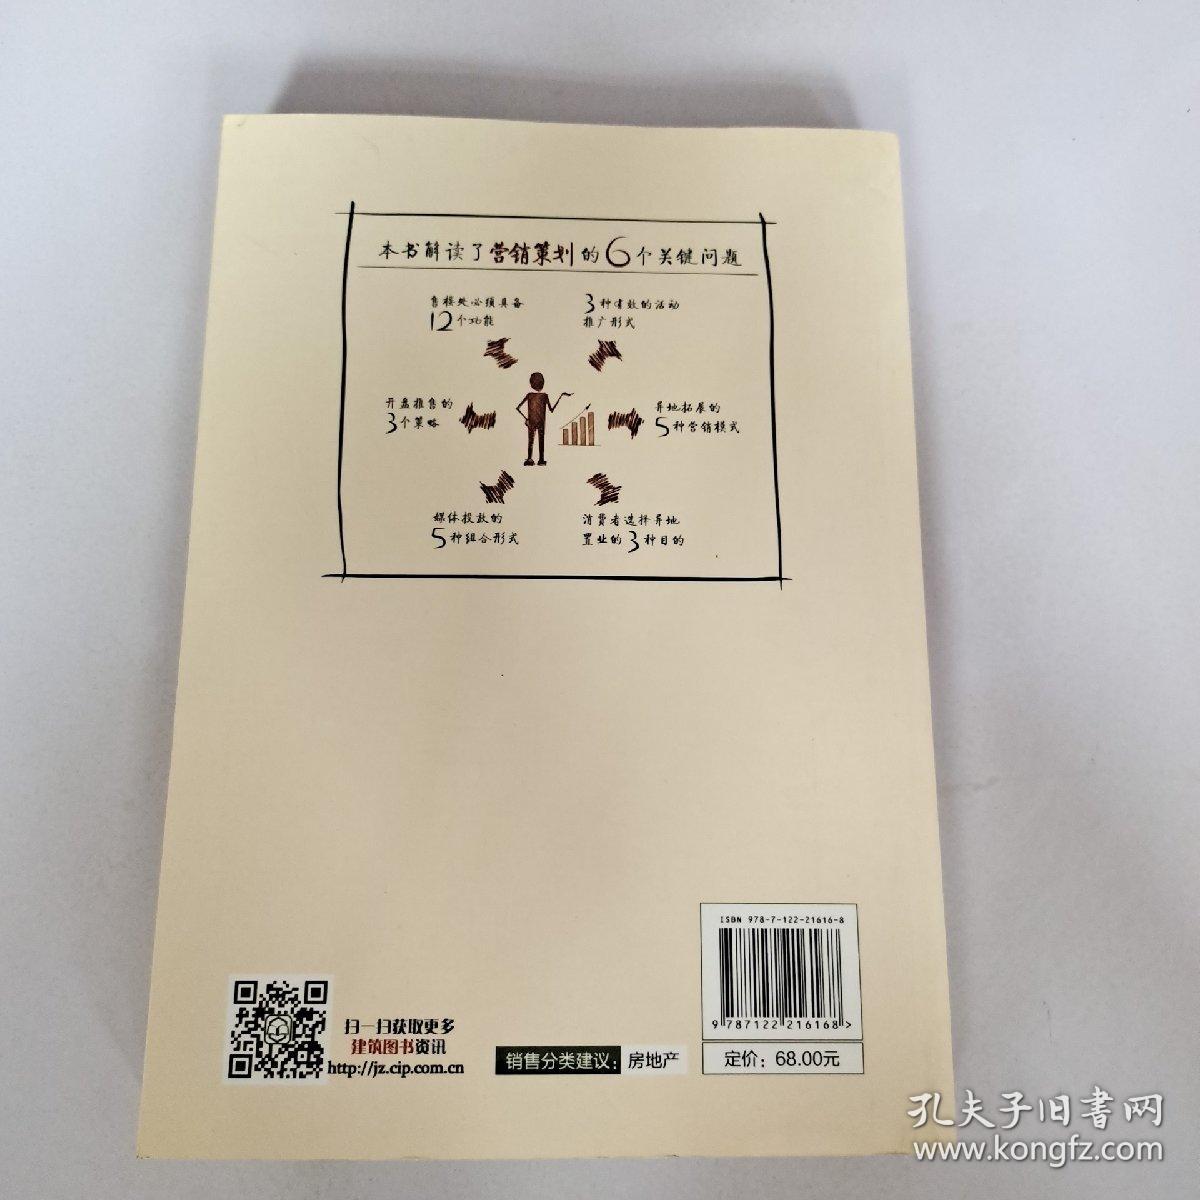 本书解读了营销策划的6个关键问题
售楼处必须具备
12个功能
3种有效的活动
推广形式
开盘推售的
3个策略
异地拓展的
5种营销模式
媒体投放的
5种组合形式
消费者选择异地
置业的3种目的
ISBN 978-7-122-21616-8
9 787122 216168>
定价：68.00元
扫一扫获取更多
建筑图书资讯
http://jz.cip.com.cn
销售分类建议：房地产
孔夫子旧书网
www.kongfz.com